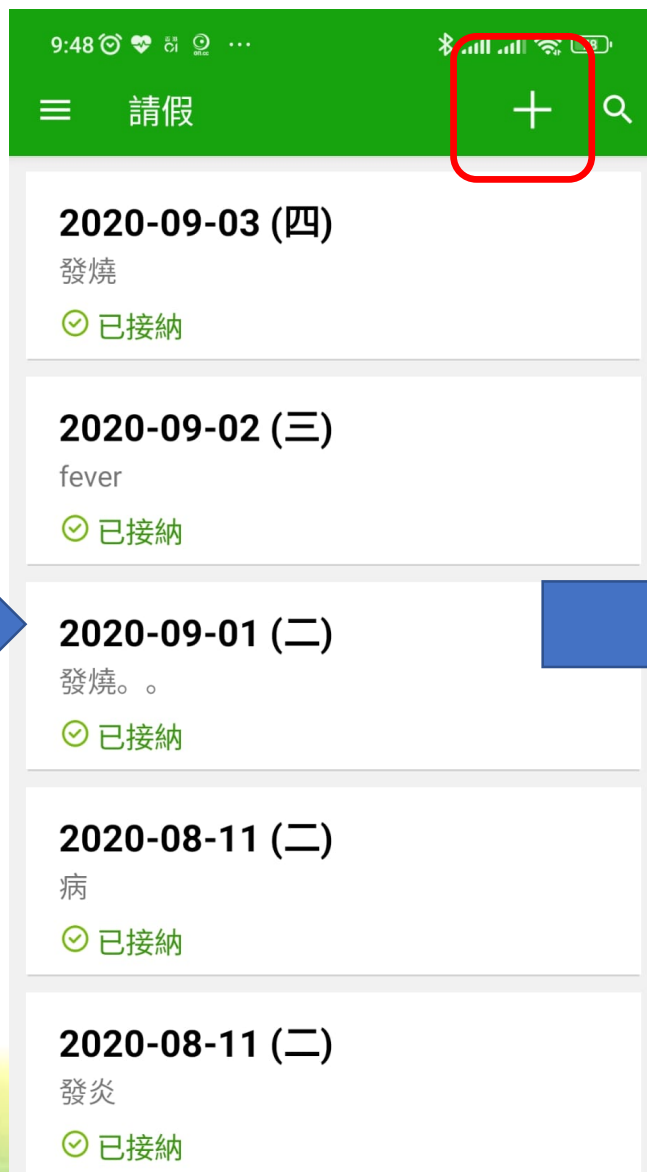 9:48
請假
2020-09-03 (四)
發燒
已接納
2020-09-02 (三)
fever
已接納
2020-09-01 (二)
發燒。。
已接納
2020-08-11 (二)
病
已接納
2020-08-11 (二)
發炎
已接納